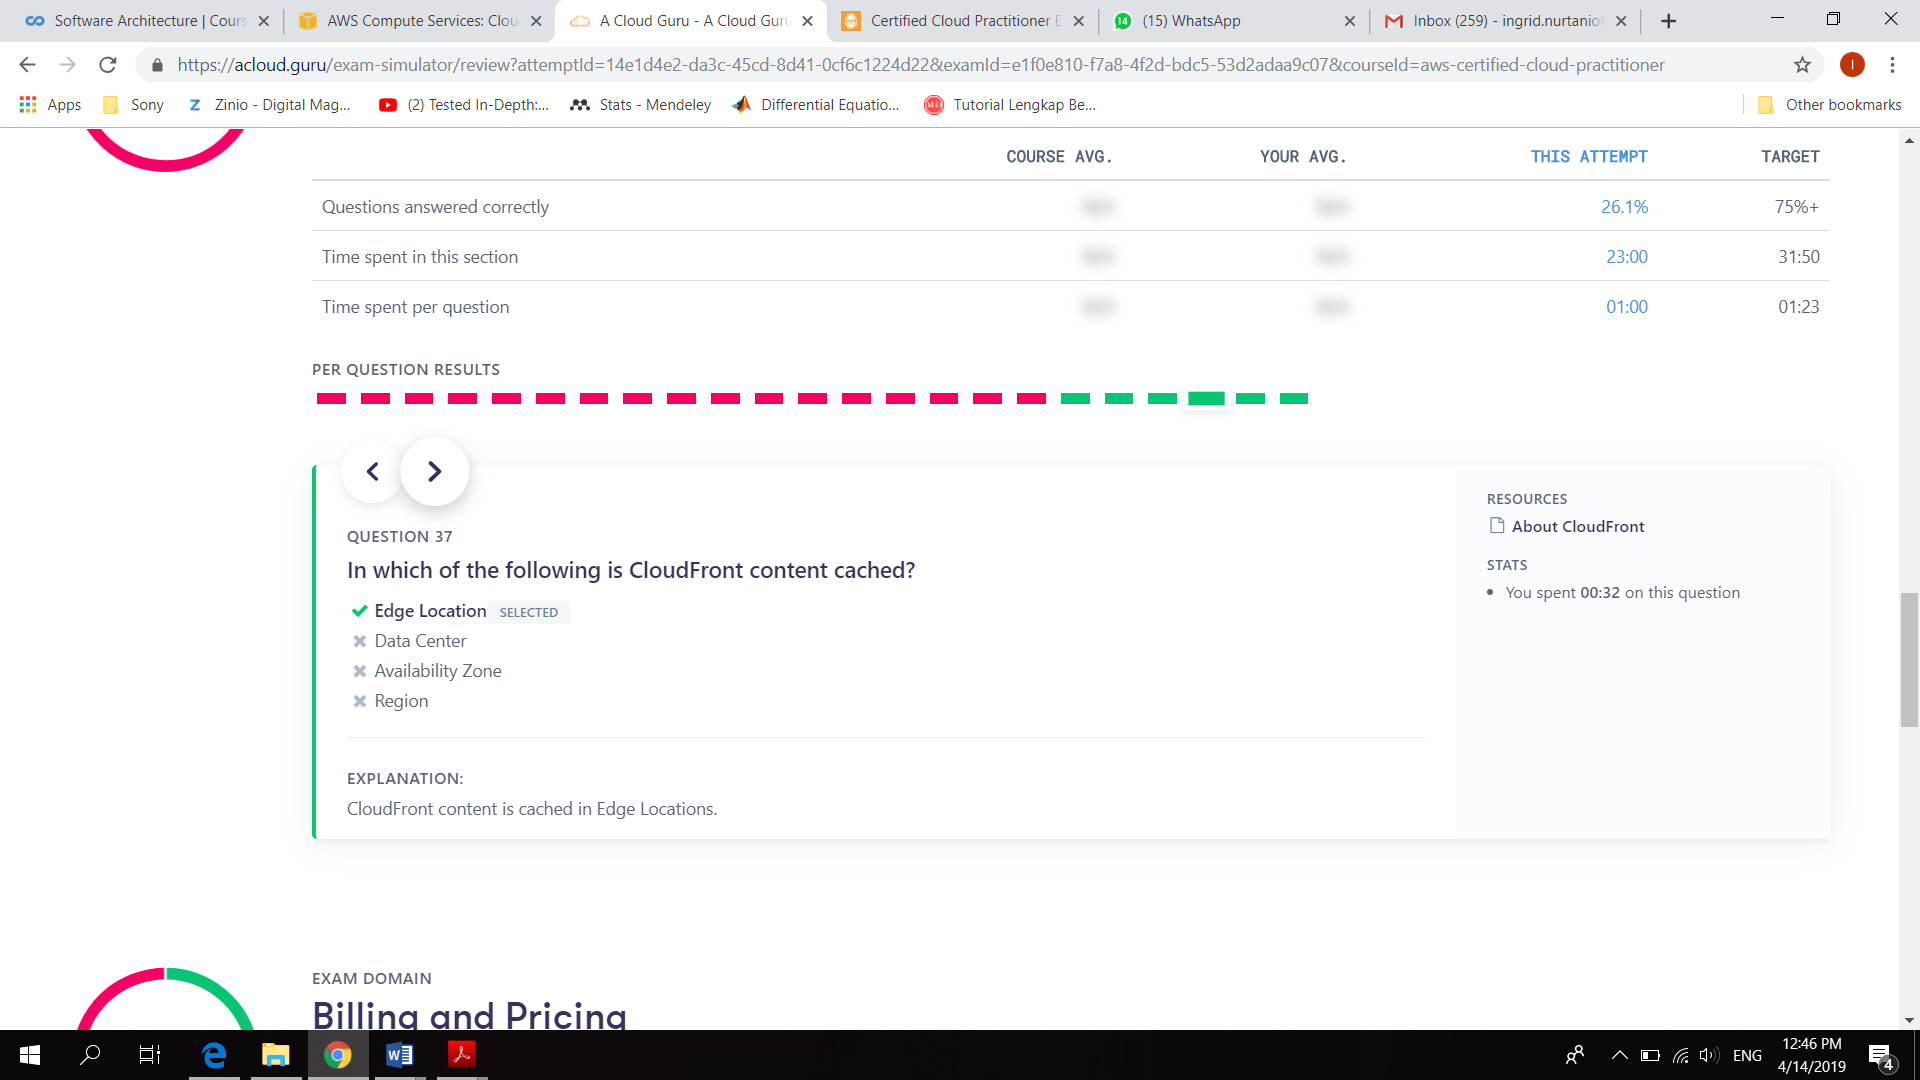 Software Architecture | Cours
AWS Compute Services: Clou
A Cloud Guru - A Cloud Guru
Certified Cloud Practitioner E
14
(15) WhatsApp
Inbox (259) - ingrid.nurtanio
https://acloud.guru/exam-simulator/review?attemptId=14e1d4e2-da3c-45cd-8d41-0cf6c1224d22&examId=e1f0e810-f7a8-4f2d-bdc5-53d2adaa9c07&courseId=aws-certified-cloud-practitioner
I
Apps
Sony
Zinio - Digital Mag...
(2) Tested In-Depth:...
Stats - Mendeley
Differential Equatio...
Tutorial Lengkap Be...
Other bookmarks
COURSE AVG. YOUR AVG. THIS ATTEMPT TARGET
Questions answered correctly 26.1% 75%+
Time spent in this section 23:00 31:50
Time spent per question 01:00 01:23
PER QUESTION RESULTS
QUESTION 37
In which of the following is CloudFront content cached?
Edge Location SELECTED
Data Center
Availability Zone
Region
EXPLANATION:
CloudFront content is cached in Edge Locations.
RESOURCES
About CloudFront
STATS
You spent 00:32 on this question
EXAM DOMAIN
Billing and Pricing
ENG
12:46 PM
4/14/2019
4